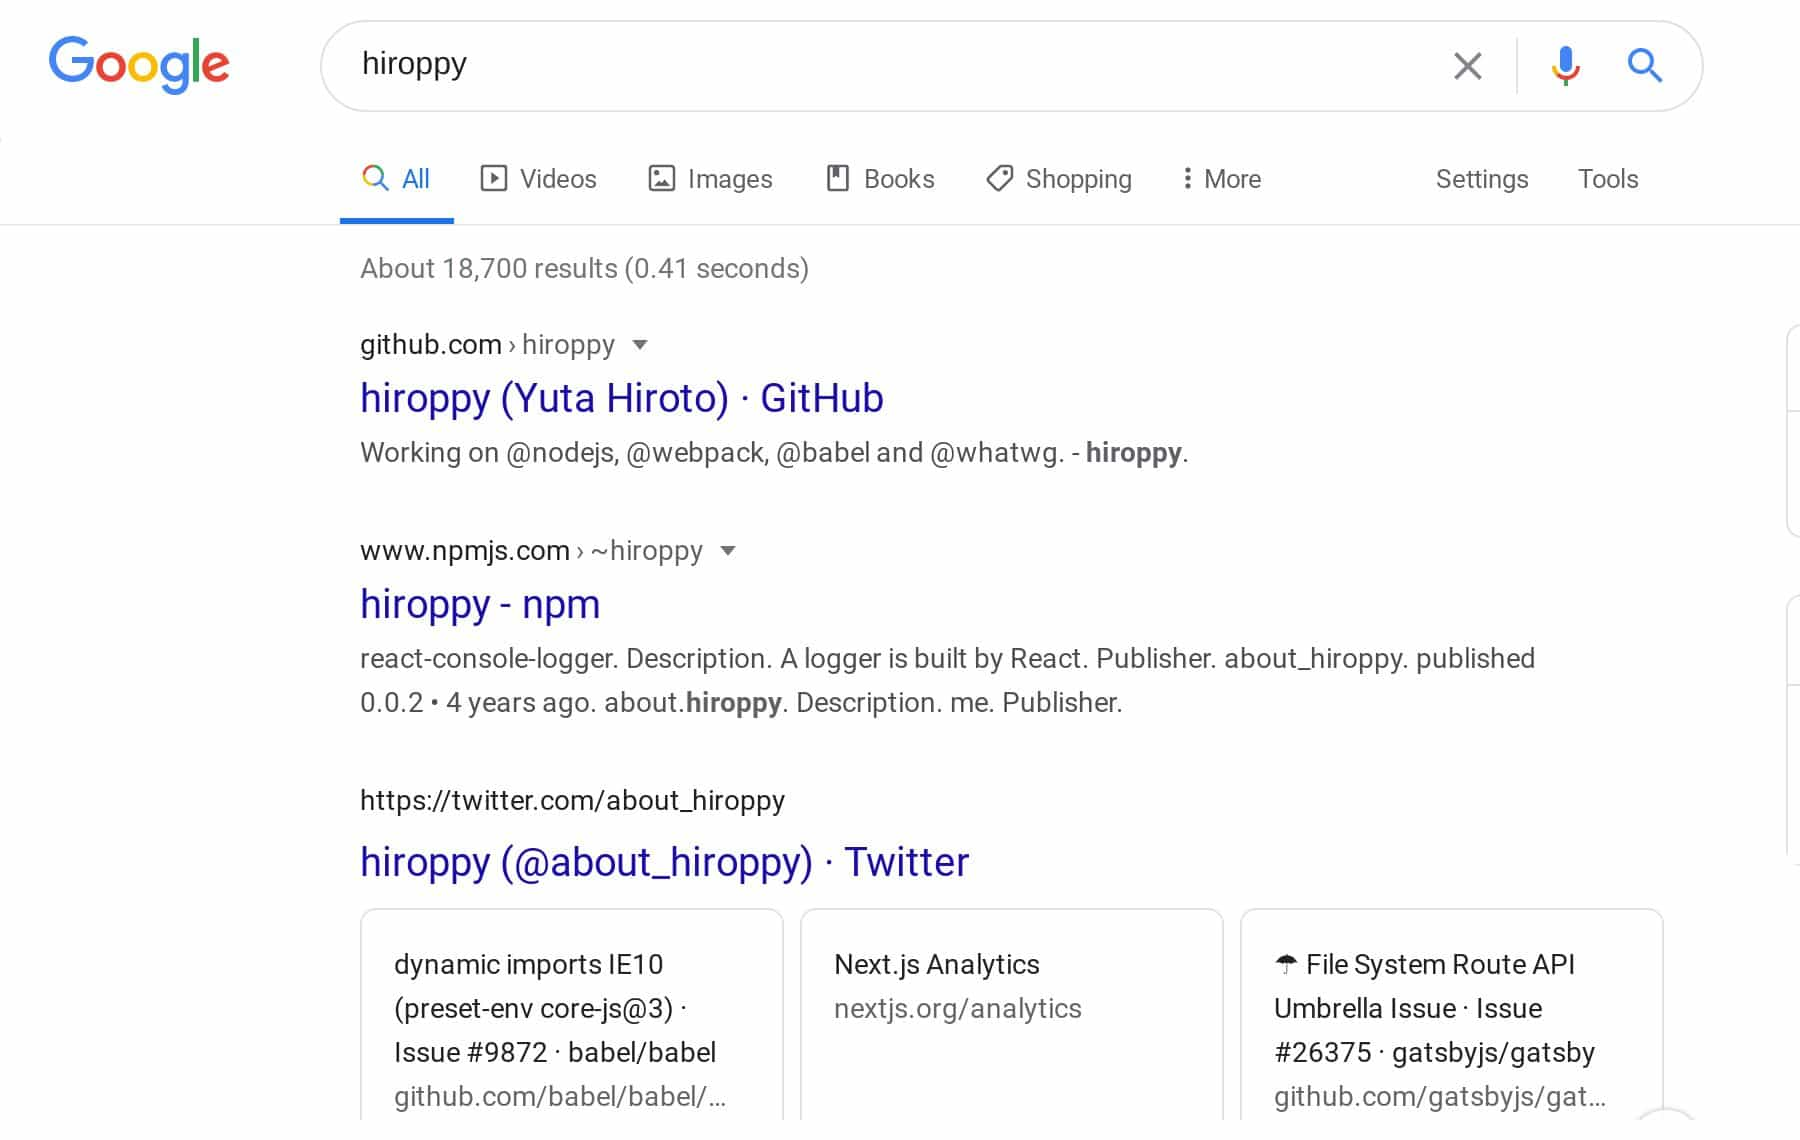 Google
hiroppy
All Videos Images Books Shopping More Settings Tools
About 18,700 results (0.41 seconds)
github.com › hiroppy
hiroppy (Yuta Hiroto) · GitHub
Working on @nodejs, @webpack, @babel and @whatwg. - hiroppy.
www.npmjs.com › ~hiroppy
hiroppy - npm
react-console-logger. Description. A logger is built by React. Publisher. about_hiroppy. published
0.0.2 • 4 years ago. about.hiroppy. Description. me. Publisher.
https://twitter.com/about_hiroppy
hiroppy (@about_hiroppy) · Twitter
dynamic imports IE10
(preset-env core-js@3) ·
Issue #9872 · babel/babel
github.com/babel/babel/...
Next.js Analytics
nextjs.org/analytics
☂ File System Route API
Umbrella Issue · Issue
#26375 · gatsbyjs/gatsby
github.com/gatsbyjs/gat...